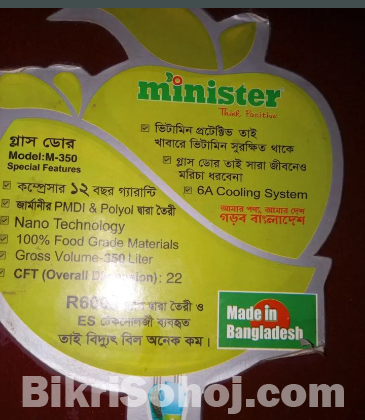 minister
Think Positive
☑ ভিটামিন প্রটেক্টিভ তাই
খাবারে ভিটামিন সুরক্ষিত থাকে
☑ গ্লাস ডোর তাই সারা জীবনেও
মরিচা ধরবেনা
☑ 6A Cooling System
আমার পণ্য, আমার দেশ
গড়ব বাংলাদেশ
গ্লাস ডোর
Model:M-350
Special Features
☑ কম্প্রেসার ১২ বছর গ্যারান্টি
☑ জার্মানীর PMDI & Polyol দ্বারা তৈরী
☑ Nano Technology
☑ 100% Food Grade Materials
☑ Gross Volume-350 Liter
☑ CFT (Overall Dimension): 22
দ্বারা তৈরী ও
ES টেকনোলজী ব্যবহৃত
তাই বিদ্যুৎ বিল অনেক কম।
Made in
Bangladesh
BikriSohoj.com